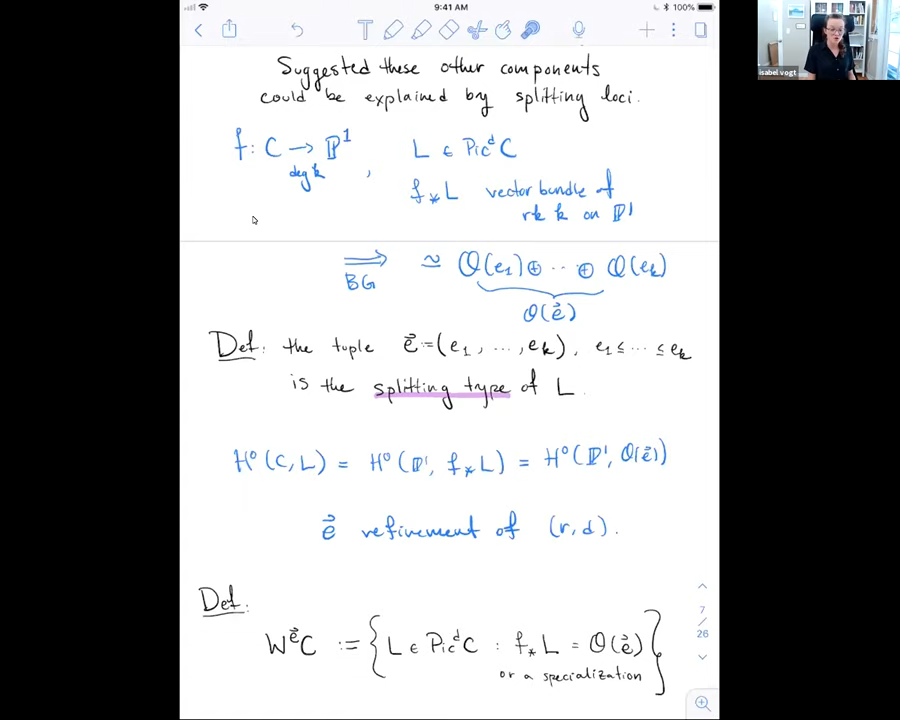 9:41 AM
100%
Suggested these other components
could be explained by splitting loci.
f: C → ℙ¹ , L ∈ Pic^d C
deg k
f_* L vector bundle of
rk k on ℙ¹
⟹ ≃ O(e₁) ⊕ ⋯ ⊕ O(e_k)
BG
O(e⃗)
Def: the tuple e⃗ = (e₁, ..., e_k), e₁ ≤ ⋯ ≤ e_k
is the splitting type of L
H⁰(C, L) = H⁰(ℙ¹, f_* L) = H⁰(ℙ¹, O(e⃗))
e⃗ refinement of (r, d).
Def:
W^e⃗ C := { L ∈ Pic^d C : f_* L = O(e⃗) }
or a specialization
7
/
26
isabel vogt